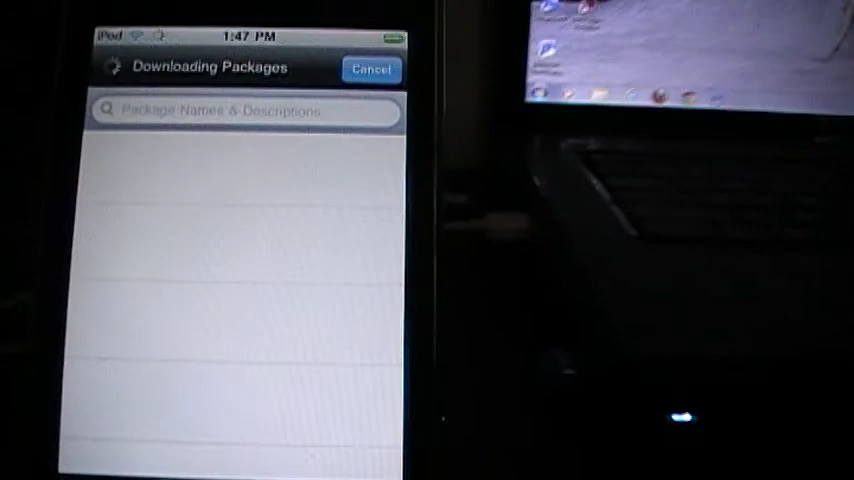 iPod 1:47 PM
Downloading Packages Cancel
Package Names & Descriptions